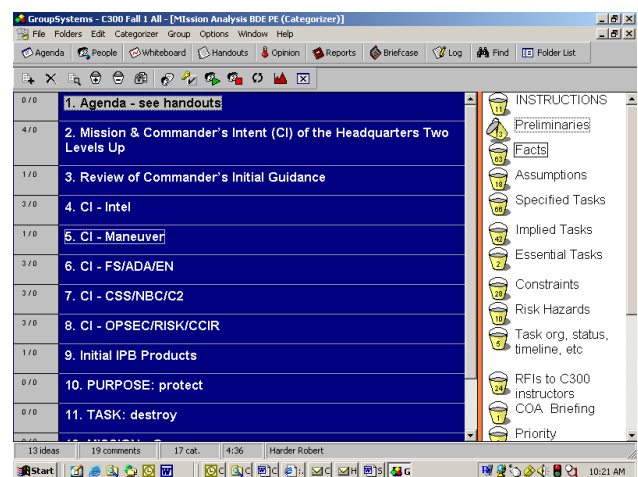 GroupSystems - C300 Fall 1 All - [MIssion Analysis BDE PE (Categorizer)]
File Folders Edit Categorizer Group Options Window Help
Agenda People Whiteboard Handouts Opinion Reports Briefcase Log Find Folder List
0/0 1. Agenda - see handouts
4/0 2. Mission & Commander's Intent (CI) of the Headquarters Two
Levels Up
1/0 3. Review of Commander's Initial Guidance
3/0 4. CI - Intel
1/0 5. CI - Maneuver
3/0 6. CI - FS/ADA/EN
3/0 7. CI - CSS/NBC/C2
3/0 8. CI - OPSEC/RISK/CCIR
1/0 9. Initial IPB Products
0/0 10. PURPOSE: protect
0/0 11. TASK: destroy
11 INSTRUCTIONS
13 Preliminaries
63 Facts
18 Assumptions
66 Specified Tasks
42 Implied Tasks
2 Essential Tasks
28 Constraints
10 Risk Hazards
5 Task org, status,
timeline, etc
24 RFIs to C300
instructors
1 COA Briefing
Priority
13 ideas 19 comments 17 cat. 4:36 Harder Robert
Start 10:21 AM